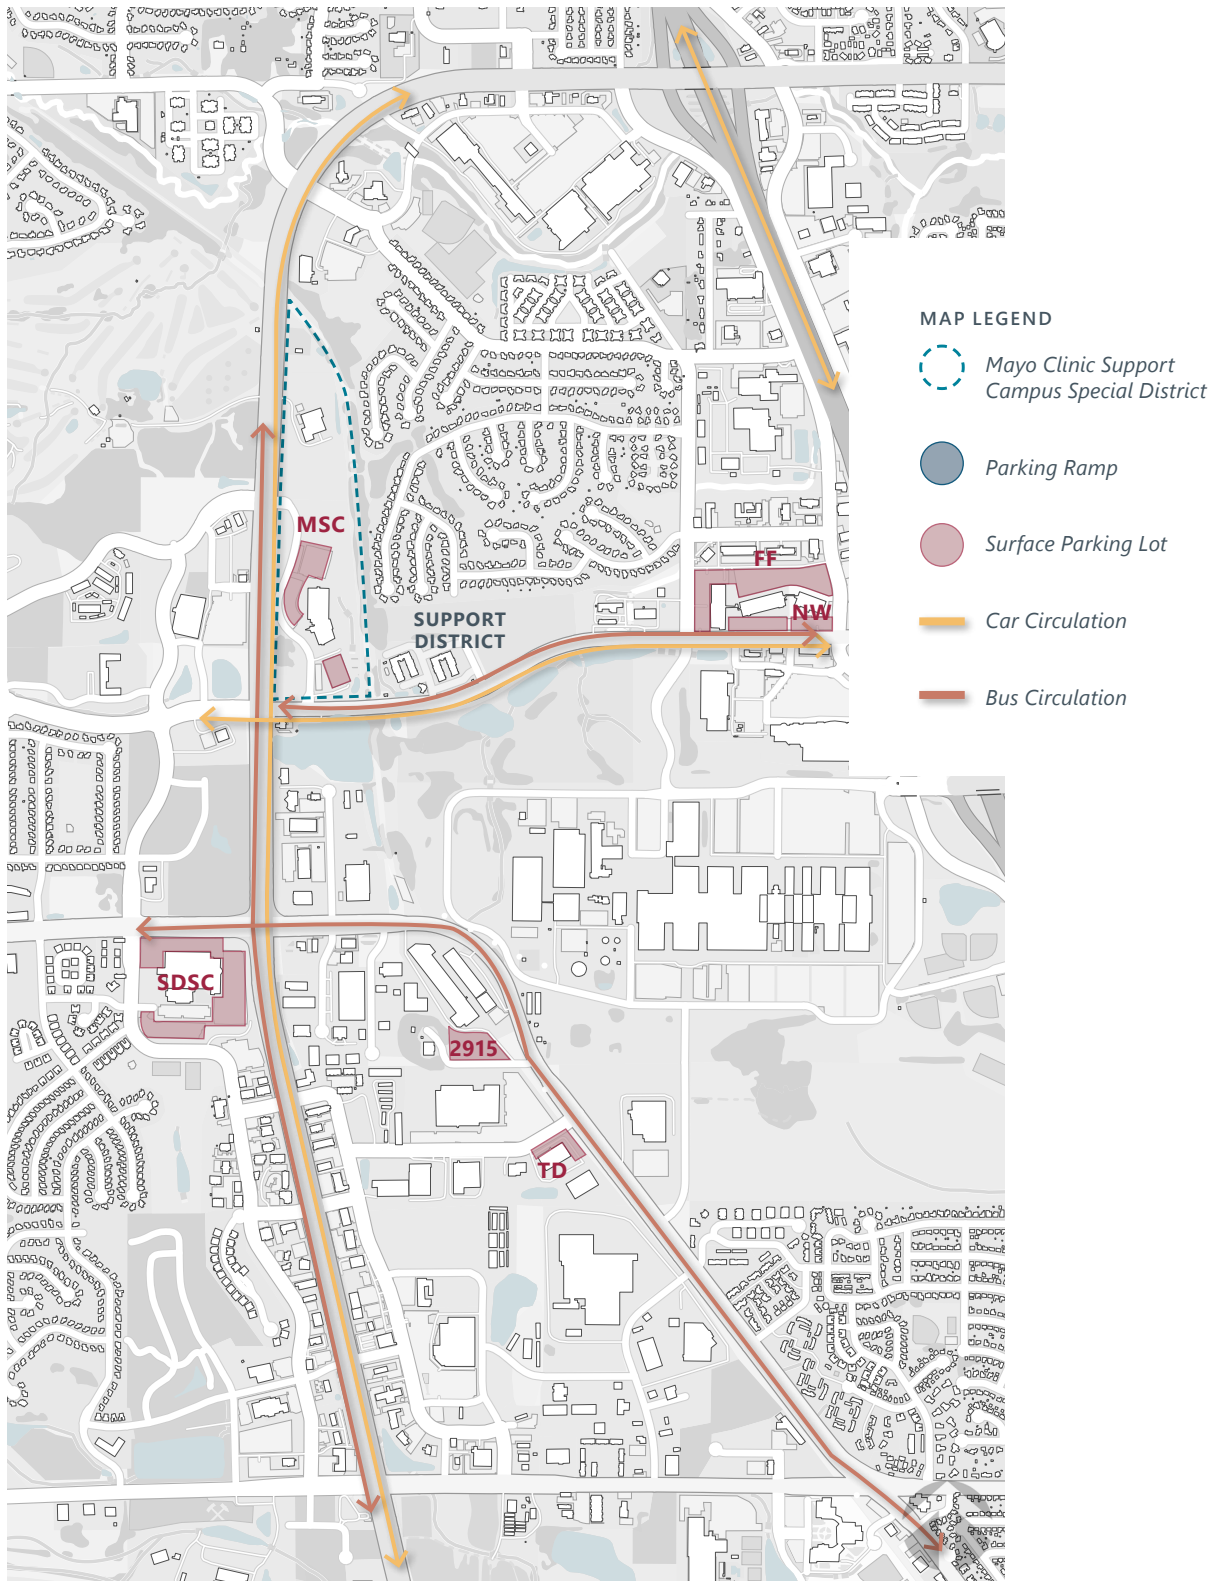 MAP LEGEND
Mayo Clinic Support
Campus Special District
Parking Ramp
Surface Parking Lot
Car Circulation
Bus Circulation
MSC
FF
NW
SUPPORT
DISTRICT
SDSC
2915
TD